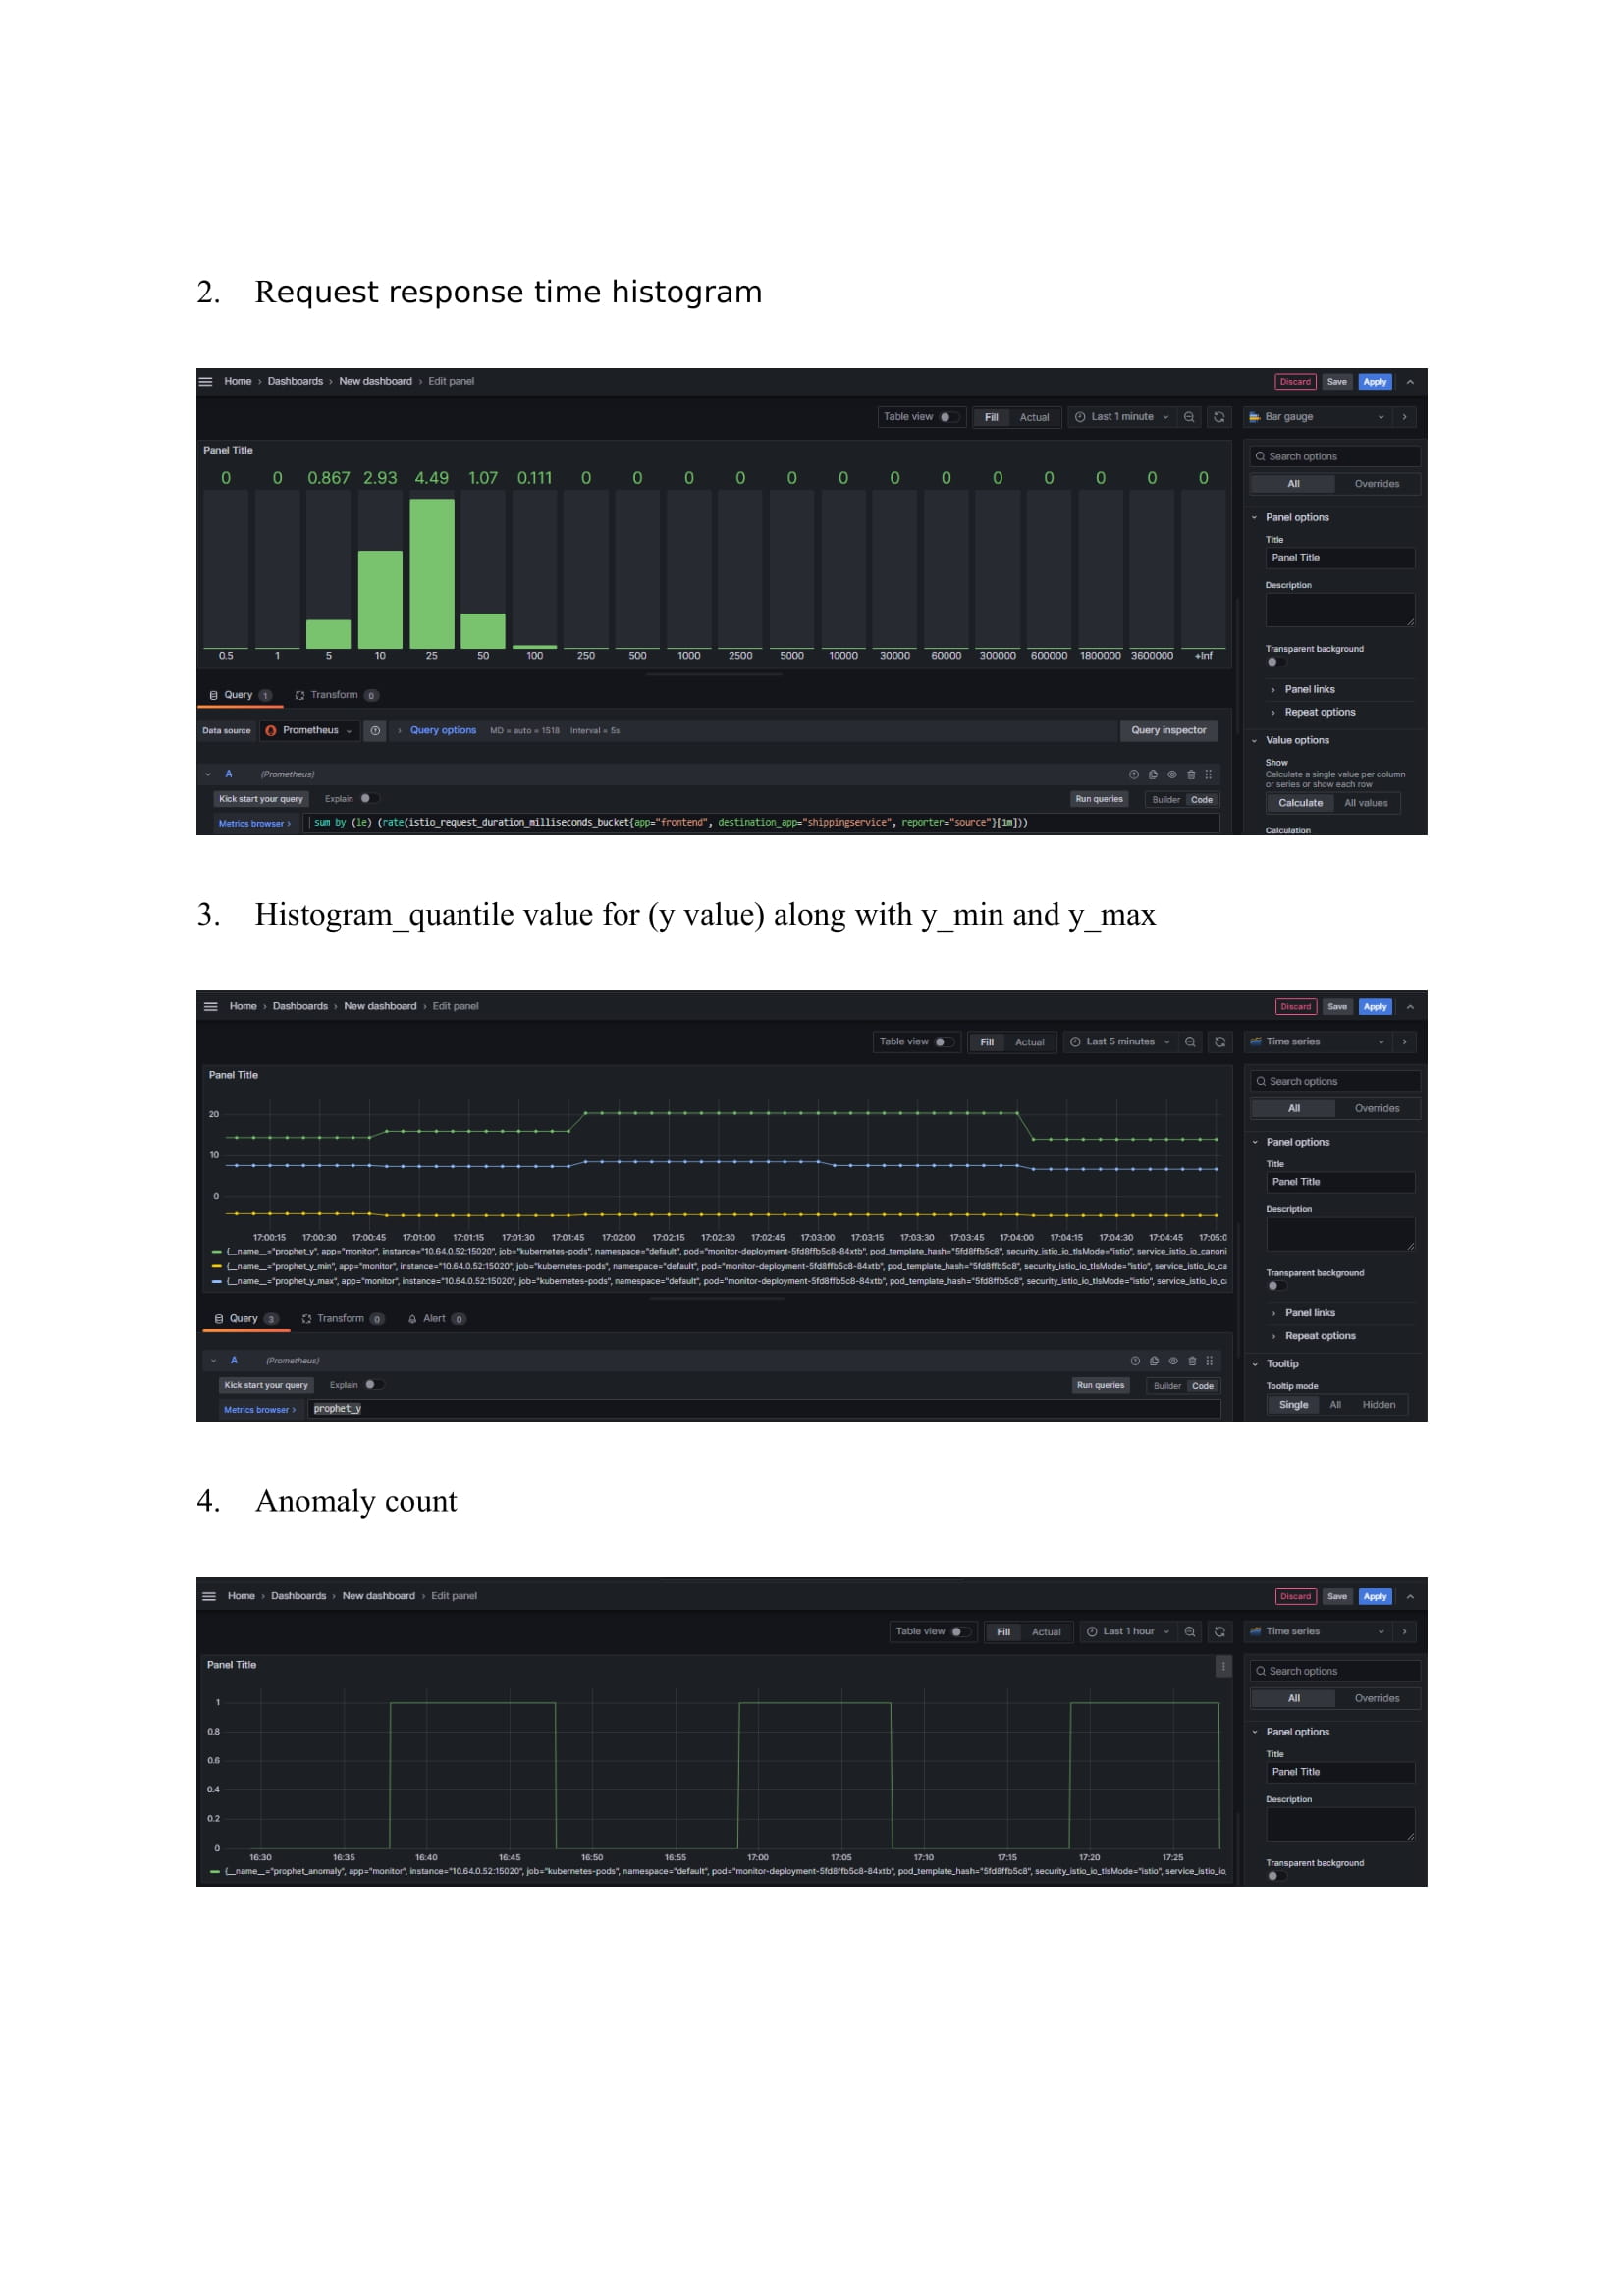 2. Request response time histogram
Home › Dashboards › New dashboard › Edit panel
Discard Save Apply
Table view Fill Actual Last 1 minute Bar gauge
Panel Title
0 0 0.867 2.93 4.49 1.07 0.111 0 0 0 0 0 0 0 0 0 0 0 0 0
0.5 1 5 10 25 50 100 250 500 1000 2500 5000 10000 30000 60000 300000 600000 1800000 3600000 +Inf
Search options
All Overrides
Panel options
Title
Panel Title
Description
Transparent background
Panel links
Repeat options
Value options
Show
Calculate a single value per column
or series or show each row
Calculate All values
Calculation
Query 1 Transform 0
Data source Prometheus › Query options MD = auto = 1518 Interval = 5s Query inspector
A (Prometheus)
Kick start your query Explain Run queries Builder Code
Metrics browser > sum by (le) (rate(istio_request_duration_milliseconds_bucket{app="frontend", destination_app="shippingservice", reporter="source"}[1m]))
3. Histogram_quantile value for (y value) along with y_min and y_max
Home › Dashboards › New dashboard › Edit panel
Discard Save Apply
Table view Fill Actual Last 5 minutes Time series
Panel Title
20
10
0
17:00:15 17:00:30 17:00:45 17:01:00 17:01:15 17:01:30 17:01:45 17:02:00 17:02:15 17:02:30 17:02:45 17:03:00 17:03:15 17:03:30 17:03:45 17:04:00 17:04:15 17:04:30 17:04:45 17:05:0
{__name__="prophet_y", app="monitor", instance="10.64.0.52:15020", job="kubernetes-pods", namespace="default", pod="monitor-deployment-5fd8ffb5c8-84xtb", pod_template_hash="5fd8ffb5c8", security_istio_io_tlsMode="istio", service_istio_io_canoni
{__name__="prophet_y_min", app="monitor", instance="10.64.0.52:15020", job="kubernetes-pods", namespace="default", pod="monitor-deployment-5fd8ffb5c8-84xtb", pod_template_hash="5fd8ffb5c8", security_istio_io_tlsMode="istio", service_istio_io_ca
{__name__="prophet_y_max", app="monitor", instance="10.64.0.52:15020", job="kubernetes-pods", namespace="default", pod="monitor-deployment-5fd8ffb5c8-84xtb", pod_template_hash="5fd8ffb5c8", security_istio_io_tlsMode="istio", service_istio_io_c
Search options
All Overrides
Panel options
Title
Panel Title
Description
Transparent background
Panel links
Repeat options
Tooltip
Tooltip mode
Single All Hidden
Query 3 Transform 0 Alert 0
A (Prometheus)
Kick start your query Explain Run queries Builder Code
Metrics browser > prophet_y
4. Anomaly count
Home › Dashboards › New dashboard › Edit panel
Discard Save Apply
Table view Fill Actual Last 1 hour Time series
Panel Title
1
0.8
0.6
0.4
0.2
0
16:30 16:35 16:40 16:45 16:50 16:55 17:00 17:05 17:10 17:15 17:20 17:25
{__name__="prophet_anomaly", app="monitor", instance="10.64.0.52:15020", job="kubernetes-pods", namespace="default", pod="monitor-deployment-5fd8ffb5c8-84xtb", pod_template_hash="5fd8ffb5c8", security_istio_io_tlsMode="istio", service_istio_io
Search options
All Overrides
Panel options
Title
Panel Title
Description
Transparent background